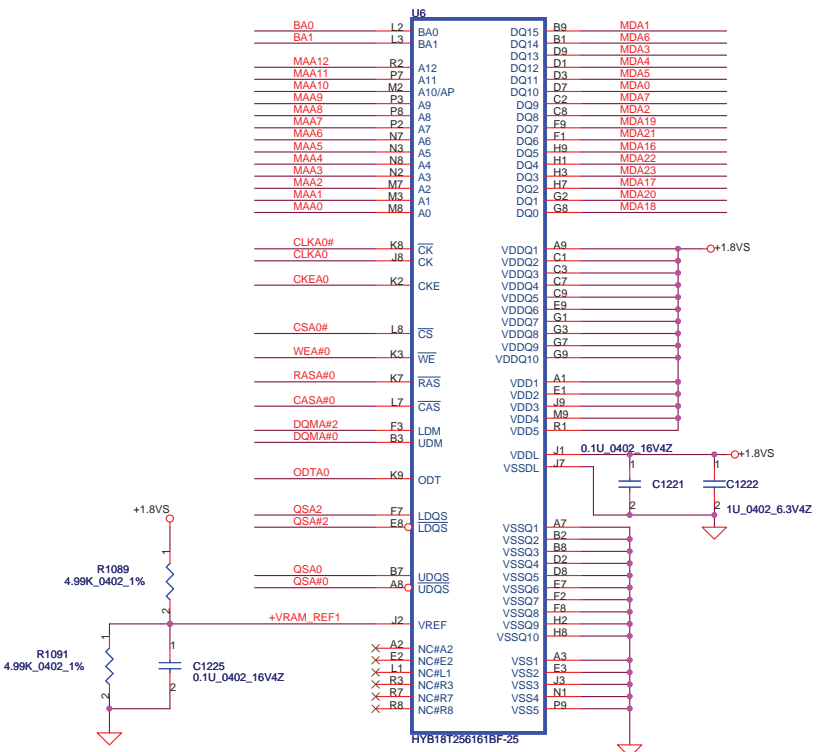 U6
BA0 L2 BA0 DQ15 B9 MDA1
BA1 L3 BA1 DQ14 B1 MDA6
DQ13 D9 MDA3
MAA12 R2 A12 DQ12 D1 MDA4
MAA11 P7 A11 DQ11 D3 MDA5
MAA10 M2 A10/AP DQ10 D7 MDA0
MAA9 P3 A9 DQ9 C2 MDA7
MAA8 P8 A8 DQ8 C8 MDA2
MAA7 P2 A7 DQ7 F9 MDA19
MAA6 N7 A6 DQ6 F1 MDA21
MAA5 N3 A5 DQ5 H9 MDA16
MAA4 N8 A4 DQ4 H1 MDA22
MAA3 N2 A3 DQ3 H3 MDA23
MAA2 M7 A2 DQ2 H7 MDA17
MAA1 M3 A1 DQ1 G2 MDA20
MAA0 M8 A0 DQ0 G8 MDA18
CLKA0# K8 CK VDDQ1 A9 +1.8VS
CLKA0 J8 CK VDDQ2 C1
VDDQ3 C3
CKEA0 K2 CKE VDDQ4 C7
VDDQ5 C9
VDDQ6 E9
VDDQ7 G1
CSA0# L8 CS VDDQ8 G3
VDDQ9 G7
WEA#0 K3 WE VDDQ10 G9
RASA#0 K7 RAS VDD1 A1
VDD2 E1
CASA#0 L7 CAS VDD3 J9
VDD4 M9
DQMA#2 F3 LDM VDD5 R1
DQMA#0 B3 UDM
VDDL J1 0.1U_0402_16V4Z +1.8VS
VSSDL J7 1 1
ODTA0 K9 ODT C1221 C1222
2 2 1U_0402_6.3V4Z
QSA2 F7 LDQS VSSQ1 A7
QSA#2 E8 LDQS VSSQ2 B2
+1.8VS VSSQ3 B8
VSSQ4 D2
1 VSSQ5 D8
R1089 QSA0 B7 UDQS VSSQ6 E7
4.99K_0402_1% QSA#0 A8 UDQS VSSQ7 F2
VSSQ8 F8
2 VSSQ9 H2
+VRAM_REF1 J2 VREF VSSQ10 H8
1 1
A2 NC#A2 VSS1 A3
R1091 E2 NC#E2 VSS2 E3
4.99K_0402_1% C1225 L1 NC#L1 VSS3 J3
0.1U_0402_16V4Z R3 NC#R3 VSS4 N1
2 2 R7 NC#R7 VSS5 P9
R8 NC#R8
HYB18T256161BF-25